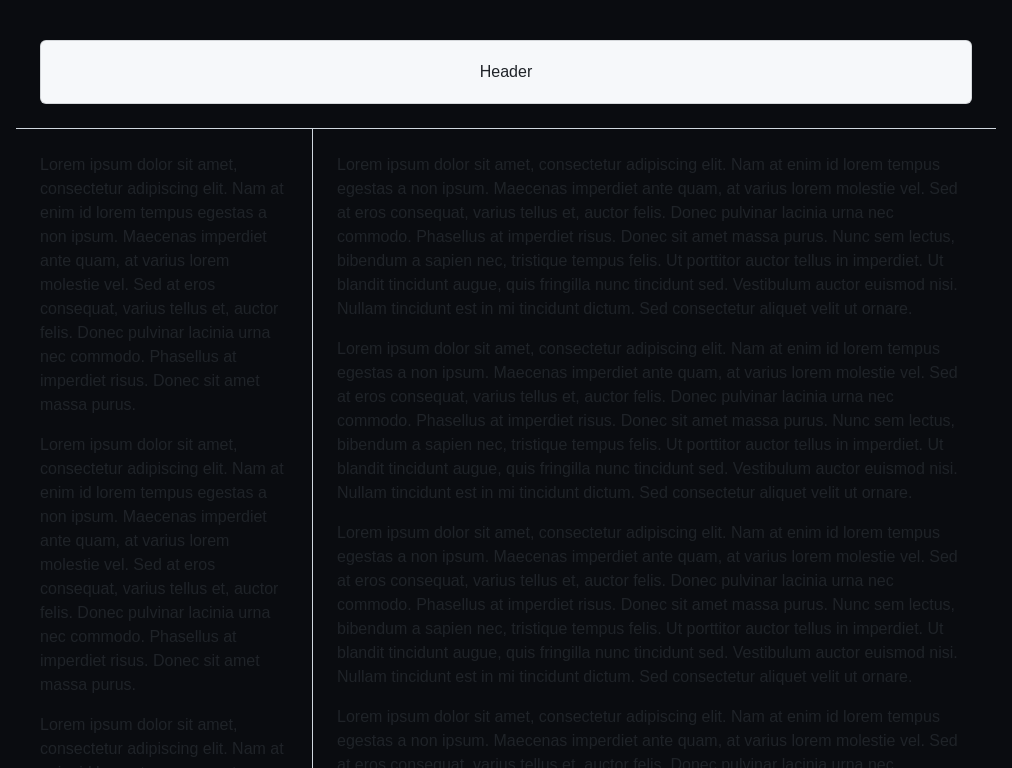 Header
Lorem ipsum dolor sit amet,
consectetur adipiscing elit. Nam at
enim id lorem tempus egestas a
non ipsum. Maecenas imperdiet
ante quam, at varius lorem
molestie vel. Sed at eros
consequat, varius tellus et, auctor
felis. Donec pulvinar lacinia urna
nec commodo. Phasellus at
imperdiet risus. Donec sit amet
massa purus.
Lorem ipsum dolor sit amet,
consectetur adipiscing elit. Nam at
enim id lorem tempus egestas a
non ipsum. Maecenas imperdiet
ante quam, at varius lorem
molestie vel. Sed at eros
consequat, varius tellus et, auctor
felis. Donec pulvinar lacinia urna
nec commodo. Phasellus at
imperdiet risus. Donec sit amet
massa purus.
Lorem ipsum dolor sit amet,
consectetur adipiscing elit. Nam at
Lorem ipsum dolor sit amet, consectetur adipiscing elit. Nam at enim id lorem tempus
egestas a non ipsum. Maecenas imperdiet ante quam, at varius lorem molestie vel. Sed
at eros consequat, varius tellus et, auctor felis. Donec pulvinar lacinia urna nec
commodo. Phasellus at imperdiet risus. Donec sit amet massa purus. Nunc sem lectus,
bibendum a sapien nec, tristique tempus felis. Ut porttitor auctor tellus in imperdiet. Ut
blandit tincidunt augue, quis fringilla nunc tincidunt sed. Vestibulum auctor euismod nisi.
Nullam tincidunt est in mi tincidunt dictum. Sed consectetur aliquet velit ut ornare.
Lorem ipsum dolor sit amet, consectetur adipiscing elit. Nam at enim id lorem tempus
egestas a non ipsum. Maecenas imperdiet ante quam, at varius lorem molestie vel. Sed
at eros consequat, varius tellus et, auctor felis. Donec pulvinar lacinia urna nec
commodo. Phasellus at imperdiet risus. Donec sit amet massa purus. Nunc sem lectus,
bibendum a sapien nec, tristique tempus felis. Ut porttitor auctor tellus in imperdiet. Ut
blandit tincidunt augue, quis fringilla nunc tincidunt sed. Vestibulum auctor euismod nisi.
Nullam tincidunt est in mi tincidunt dictum. Sed consectetur aliquet velit ut ornare.
Lorem ipsum dolor sit amet, consectetur adipiscing elit. Nam at enim id lorem tempus
egestas a non ipsum. Maecenas imperdiet ante quam, at varius lorem molestie vel. Sed
at eros consequat, varius tellus et, auctor felis. Donec pulvinar lacinia urna nec
commodo. Phasellus at imperdiet risus. Donec sit amet massa purus. Nunc sem lectus,
bibendum a sapien nec, tristique tempus felis. Ut porttitor auctor tellus in imperdiet. Ut
blandit tincidunt augue, quis fringilla nunc tincidunt sed. Vestibulum auctor euismod nisi.
Nullam tincidunt est in mi tincidunt dictum. Sed consectetur aliquet velit ut ornare.
Lorem ipsum dolor sit amet, consectetur adipiscing elit. Nam at enim id lorem tempus
egestas a non ipsum. Maecenas imperdiet ante quam, at varius lorem molestie vel. Sed
at eros consequat, varius tellus et, auctor felis. Donec pulvinar lacinia urna nec